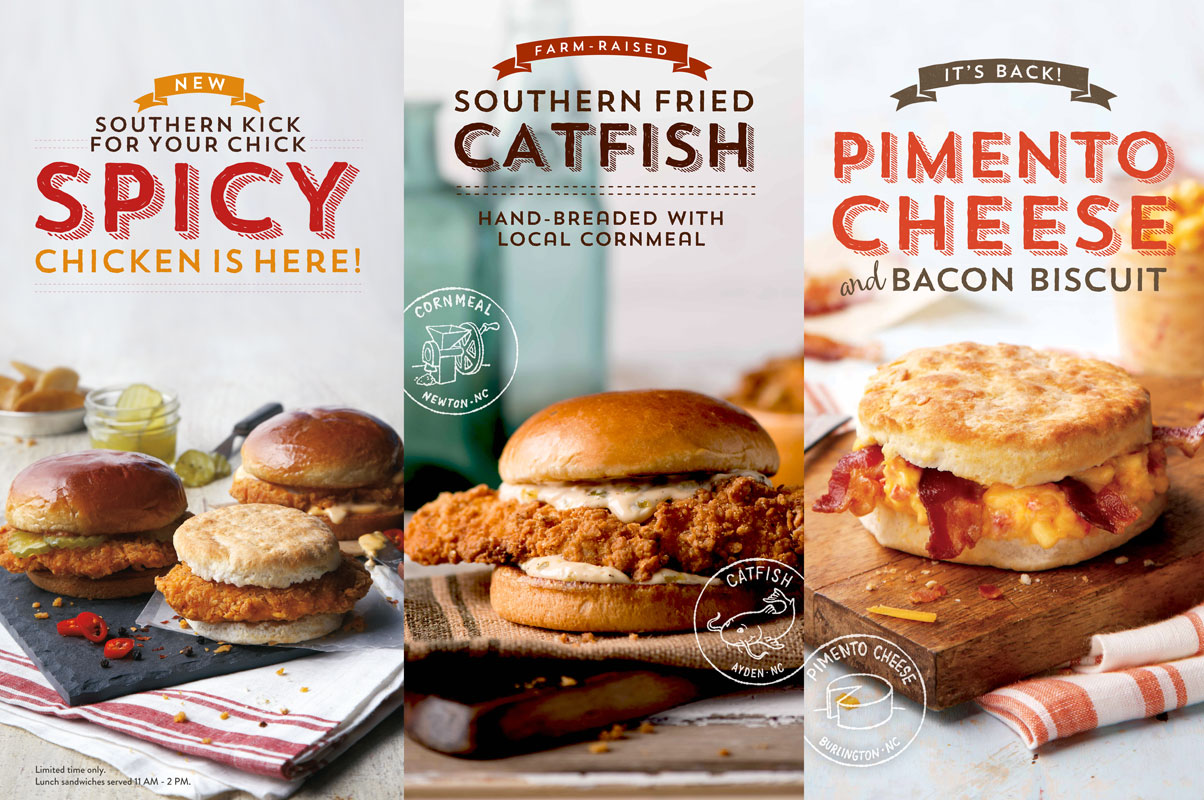 NEW
SOUTHERN KICK
FOR YOUR CHICK
SPICY
CHICKEN IS HERE!
Limited time only.
Lunch sandwiches served 11 AM - 2 PM.
FARM-RAISED
SOUTHERN FRIED
CATFISH
HAND-BREADED WITH
LOCAL CORNMEAL
CORNMEAL
NEWTON•NC
CATFISH
AYDEN•NC
IT'S BACK!
PIMENTO
CHEESE
and BACON BISCUIT
PIMENTO CHEESE
BURLINGTON•NC